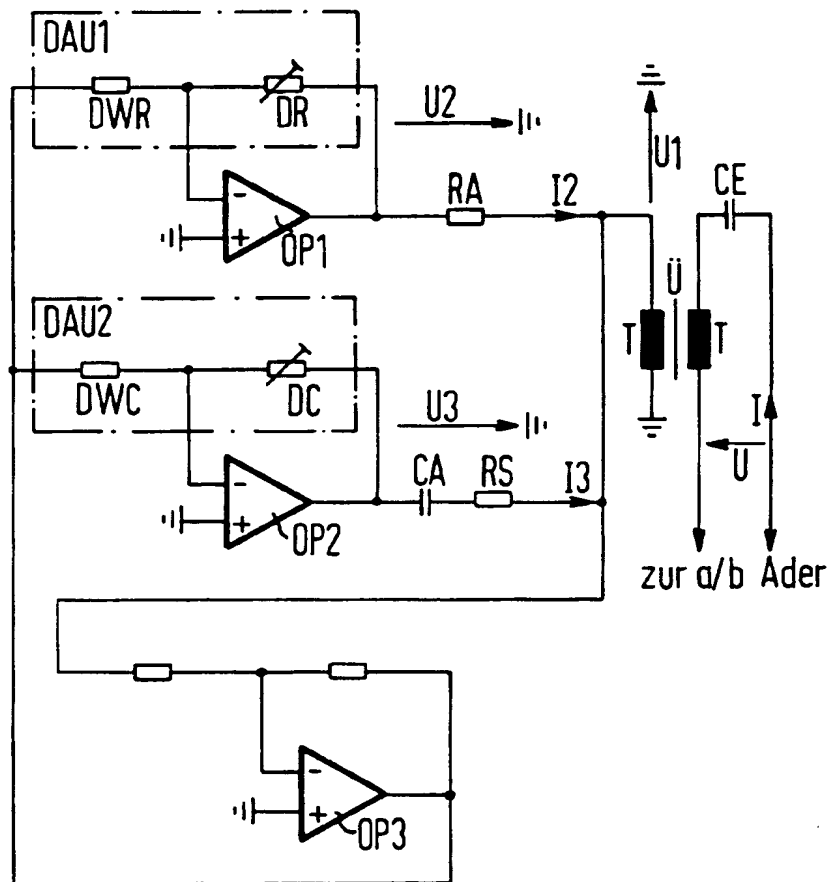 DAU1
DWR
DR
U2
U1
CE
RA
I2
-
+
OP1
Ü
T
T
DAU2
DWC
DC
U3
I
U
CA
RS
I3
-
+
OP2
zur a/b Ader
-
+
OP3